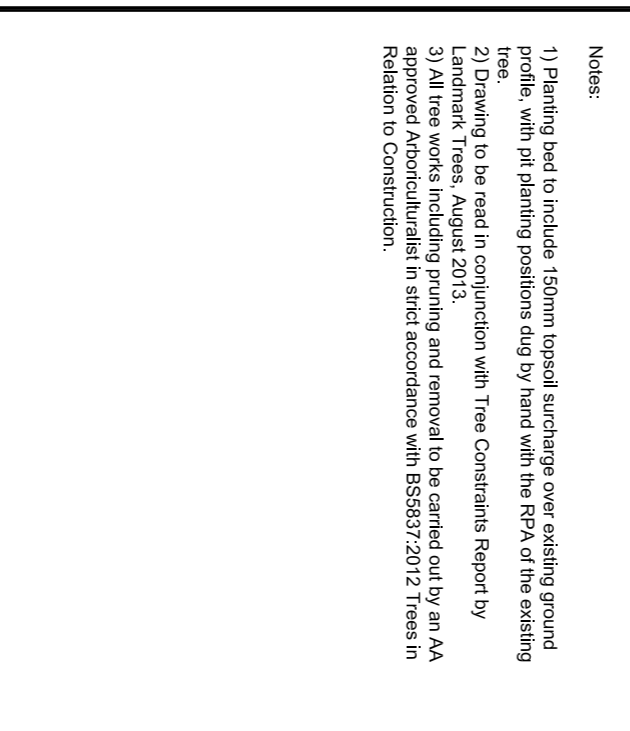 Notes:
1) Planting bed to include 150mm topsoil surcharge over existing ground
profile, with pit planting positions dug by hand with the RPA of the existing
tree.
2) Drawing to be read in conjunction with Tree Constraints Report by
Landmark Trees, August 2013.
3) All tree works including pruning and removal to be carried out by an AA
approved Arboriculturalist in strict accordance with BS5837:2012 Trees in
Relation to Construction.